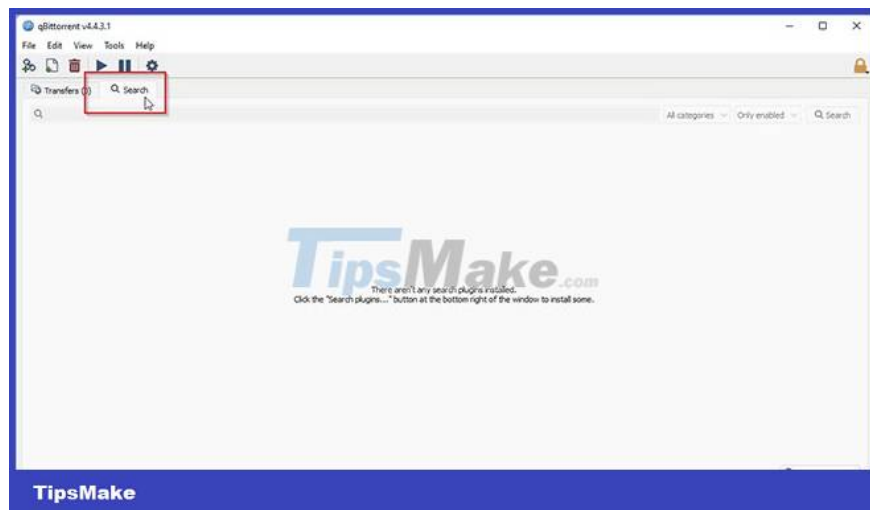 qBittorrent v4.4.3.1
File Edit View Tools Help
Transfers (0) Search
All categories Only enabled Search
TipsMake.com
There aren't any search plugins installed.
Click the "Search plugins..." button at the bottom right of the window to install some.
TipsMake